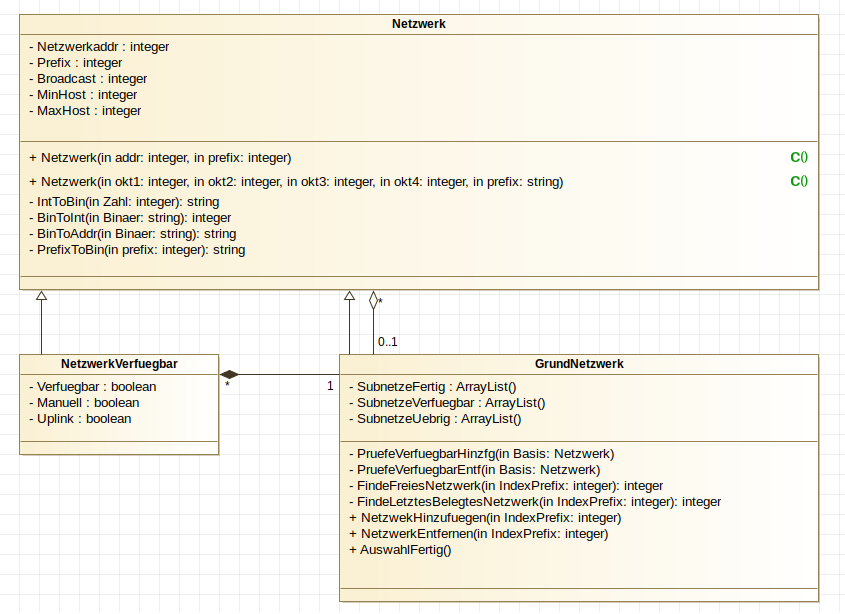 Netzwerk
- Netzwerkaddr : integer
- Prefix : integer
- Broadcast : integer
- MinHost : integer
- MaxHost : integer
+ Netzwerk(in addr: integer, in prefix: integer) C()
+ Netzwerk(in okt1: integer, in okt2: integer, in okt3: integer, in okt4: integer, in prefix: string) C()
- IntToBin(in Zahl: integer): string
- BinToInt(in Binaer: string): integer
- BinToAddr(in Binaer: string): string
- PrefixToBin(in prefix: integer): string
*
0..1
NetzwerkVerfuegbar
- Verfuegbar : boolean
- Manuell : boolean
- Uplink : boolean
*
1
GrundNetzwerk
- SubnetzeFertig : ArrayList()
- SubnetzeVerfuegbar : ArrayList()
- SubnetzeUebrig : ArrayList()
- PruefeVerfuegbarHinzfg(in Basis: Netzwerk)
- PruefeVerfuegbarEntf(in Basis: Netzwerk)
- FindeFreiesNetzwerk(in IndexPrefix: integer): integer
- FindeLetztesBelegtesNetzwerk(in IndexPrefix: integer): integer
+ NetzwekHinzufuegen(in IndexPrefix: integer)
+ NetzwerkEntfernen(in IndexPrefix: integer)
+ AuswahlFertig()